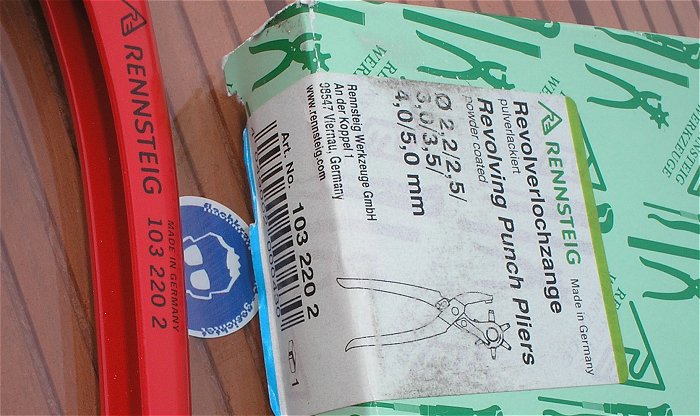 RENNSTEIG
MADE IN GERMANY
103 220 2
RENNSTEIG
Made in Germany
Revolverlochzange
pulverlackiert
Revolving Punch Pliers
powder coated
Ø 2,2/2,5/
3,0/3,5/
4,0/5,0 mm
Rennsteig Werkzeuge GmbH
An der Koppel 1
98547 Viernau, Germany
www.rennsteig.com
Art. No. 103 220 2
1
WERKZEUGE
RENNSTEIG